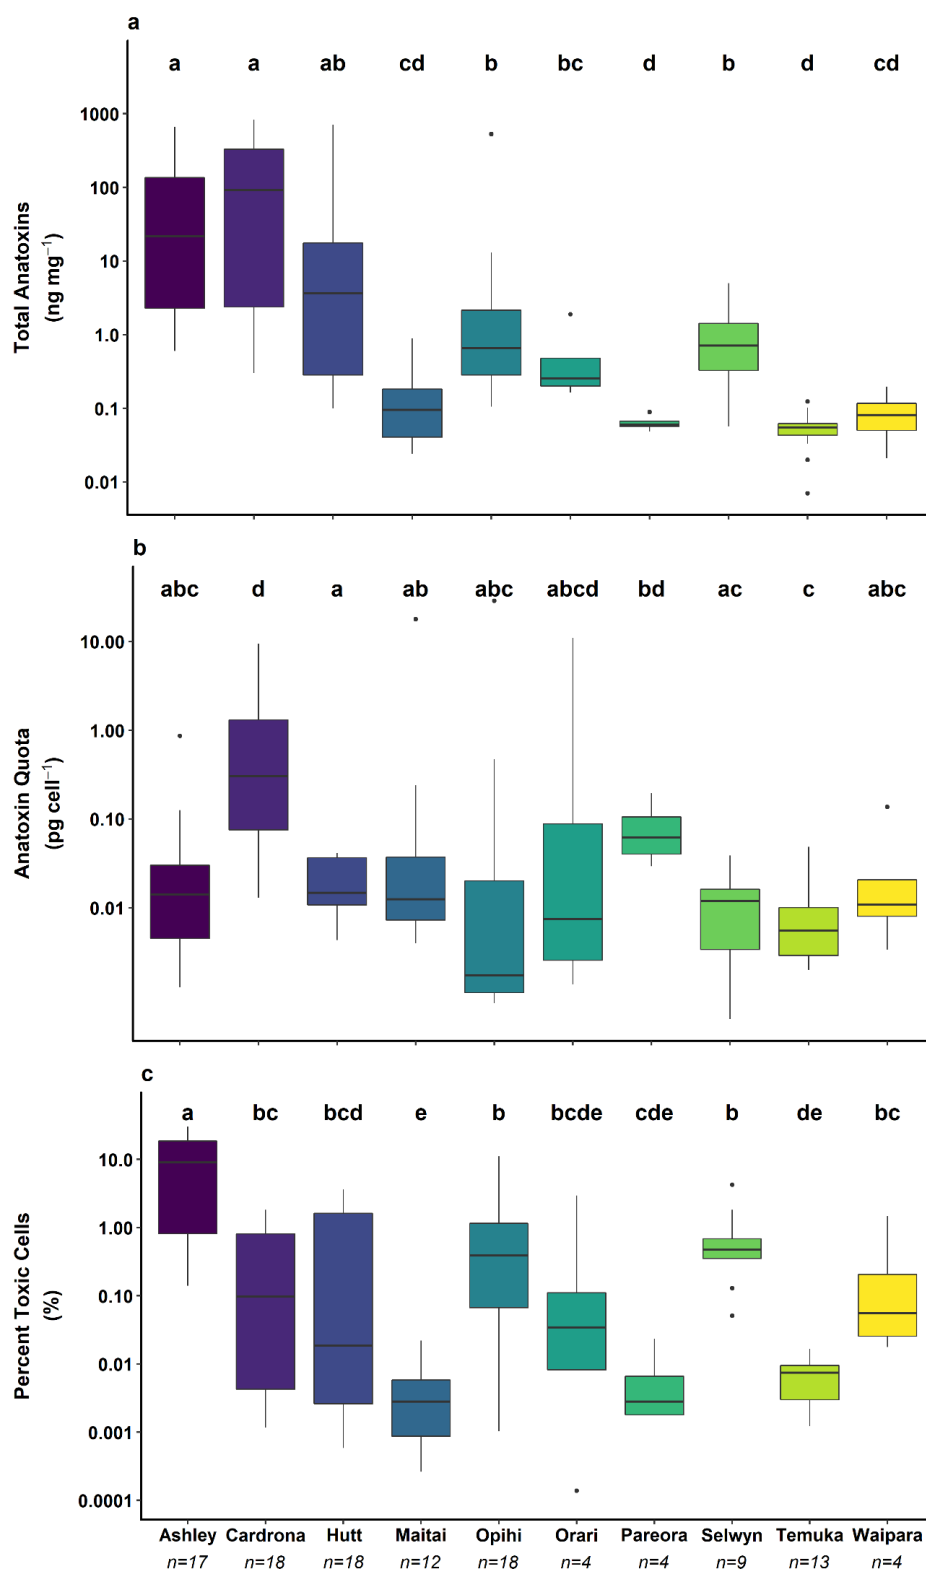 a
a a ab cd b bc d b d cd
1000
100
10
1.0
0.1
0.01
Total Anatoxins
(ng mg⁻¹)
b
abc d a ab abc abcd bd ac c abc
10.00
1.00
0.10
0.01
Anatoxin Quota
(pg cell⁻¹)
c
a bc bcd e b bcde cde b de bc
10.0
1.00
0.10
0.01
0.001
0.0001
Percent Toxic Cells
(%)
Ashley Cardrona Hutt Maitai Opihi Orari Pareora Selwyn Temuka Waipara
n=17 n=18 n=18 n=12 n=18 n=4 n=4 n=9 n=13 n=4